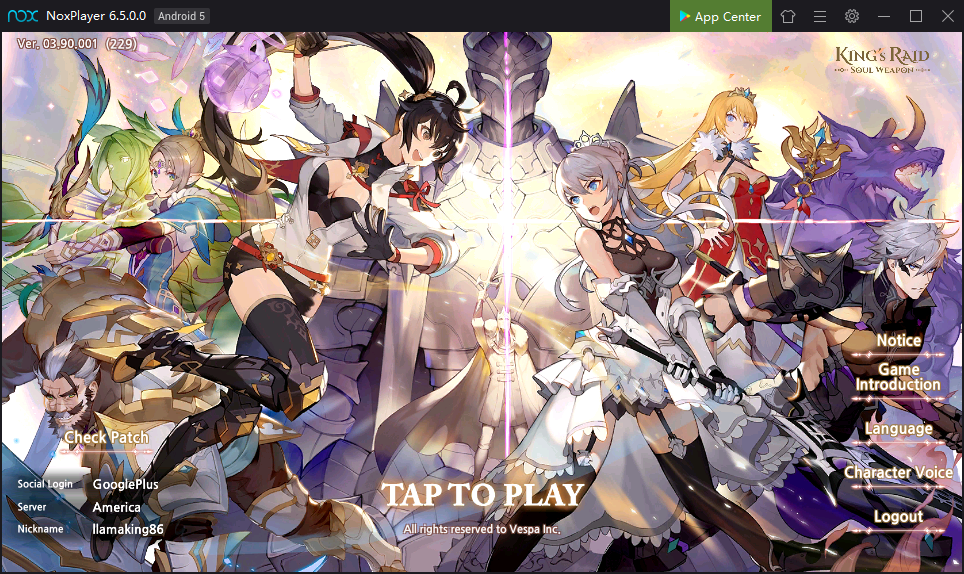 nox NoxPlayer 6.5.0.0 Android 5
App Center
Ver. 03.90.001 (229)
KING'S RAID
SOUL WEAPON
Notice
Game
Introduction
Language
Character Voice
Logout
Check Patch
Social Login GooglePlus
Server America
Nickname llamaking86
TAP TO PLAY
All rights reserved to Vespa Inc.